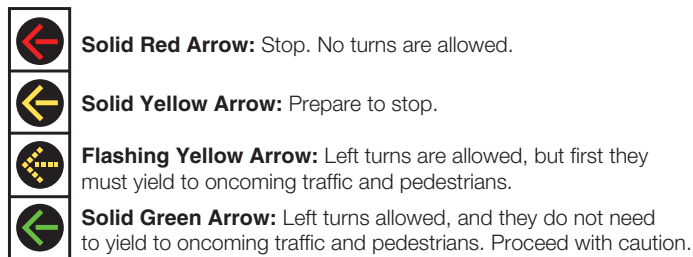 Solid Red Arrow: Stop. No turns are allowed.
Solid Yellow Arrow: Prepare to stop.
Flashing Yellow Arrow: Left turns are allowed, but first they
must yield to oncoming traffic and pedestrians.
Solid Green Arrow: Left turns allowed, and they do not need
to yield to oncoming traffic and pedestrians. Proceed with caution.